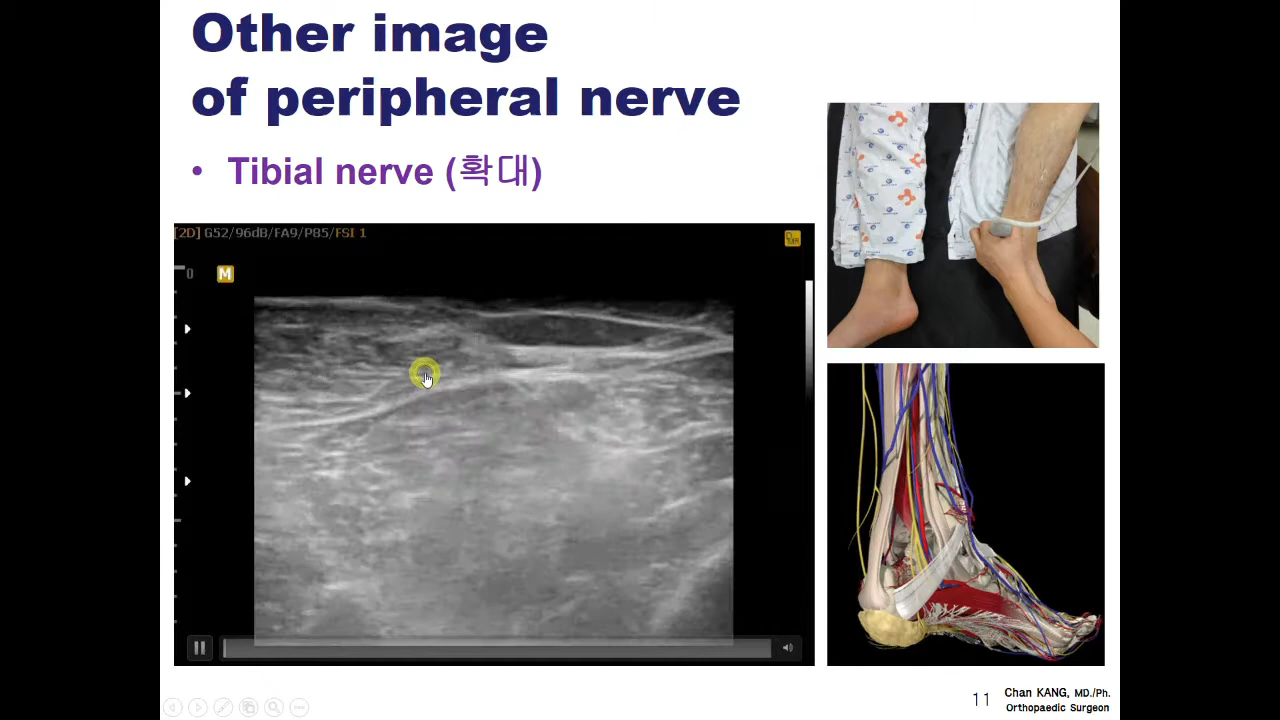 Other image
of peripheral nerve
• Tibial nerve (확대)
[2D] G52/96dB/FA9/P85/FSI 1
0
M
11
Chan KANG, MD./Ph.
Orthopaedic Surgeon